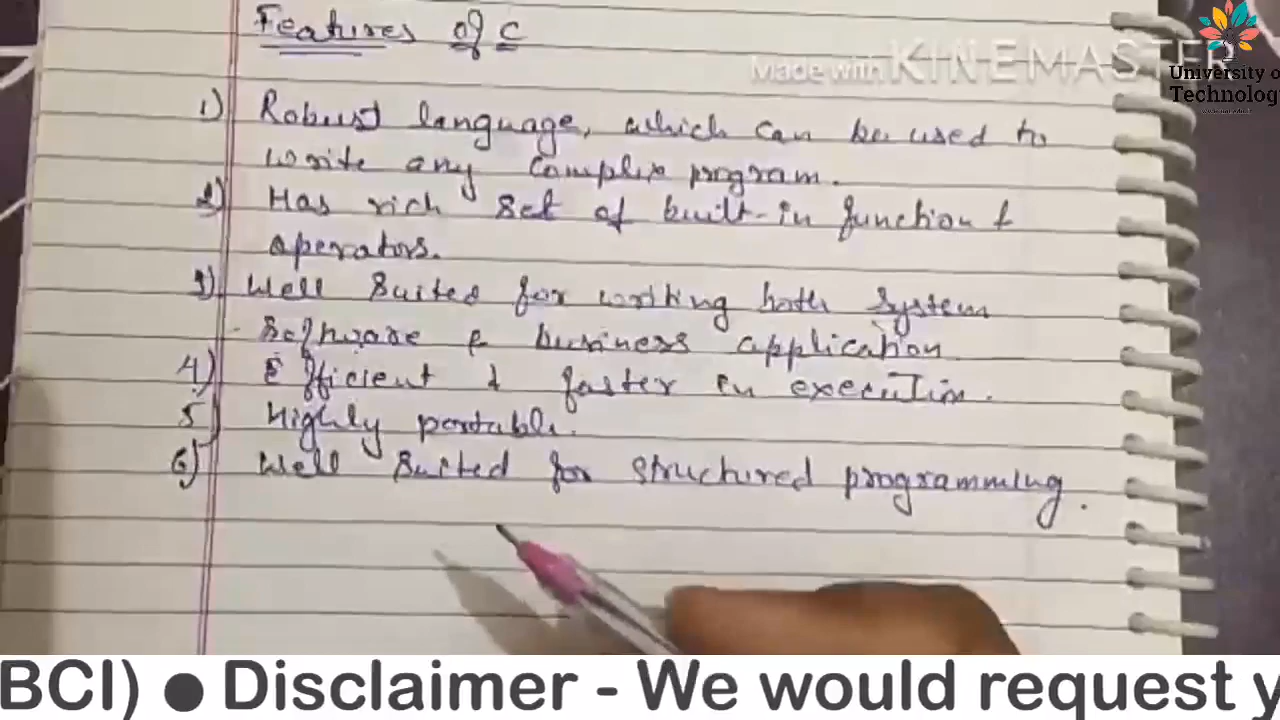 Features of C
Made with KINEMASTER
University of
Technology
1) Robust language, which can be used to
write any complex program.
2) Has rich set of built-in function &
operators.
3) Well suited for writing both system
software & business application
4) Efficient & faster in execution.
5) Highly portable.
6) Well suited for structured programming.
BCI) ● Disclaimer - We would request y